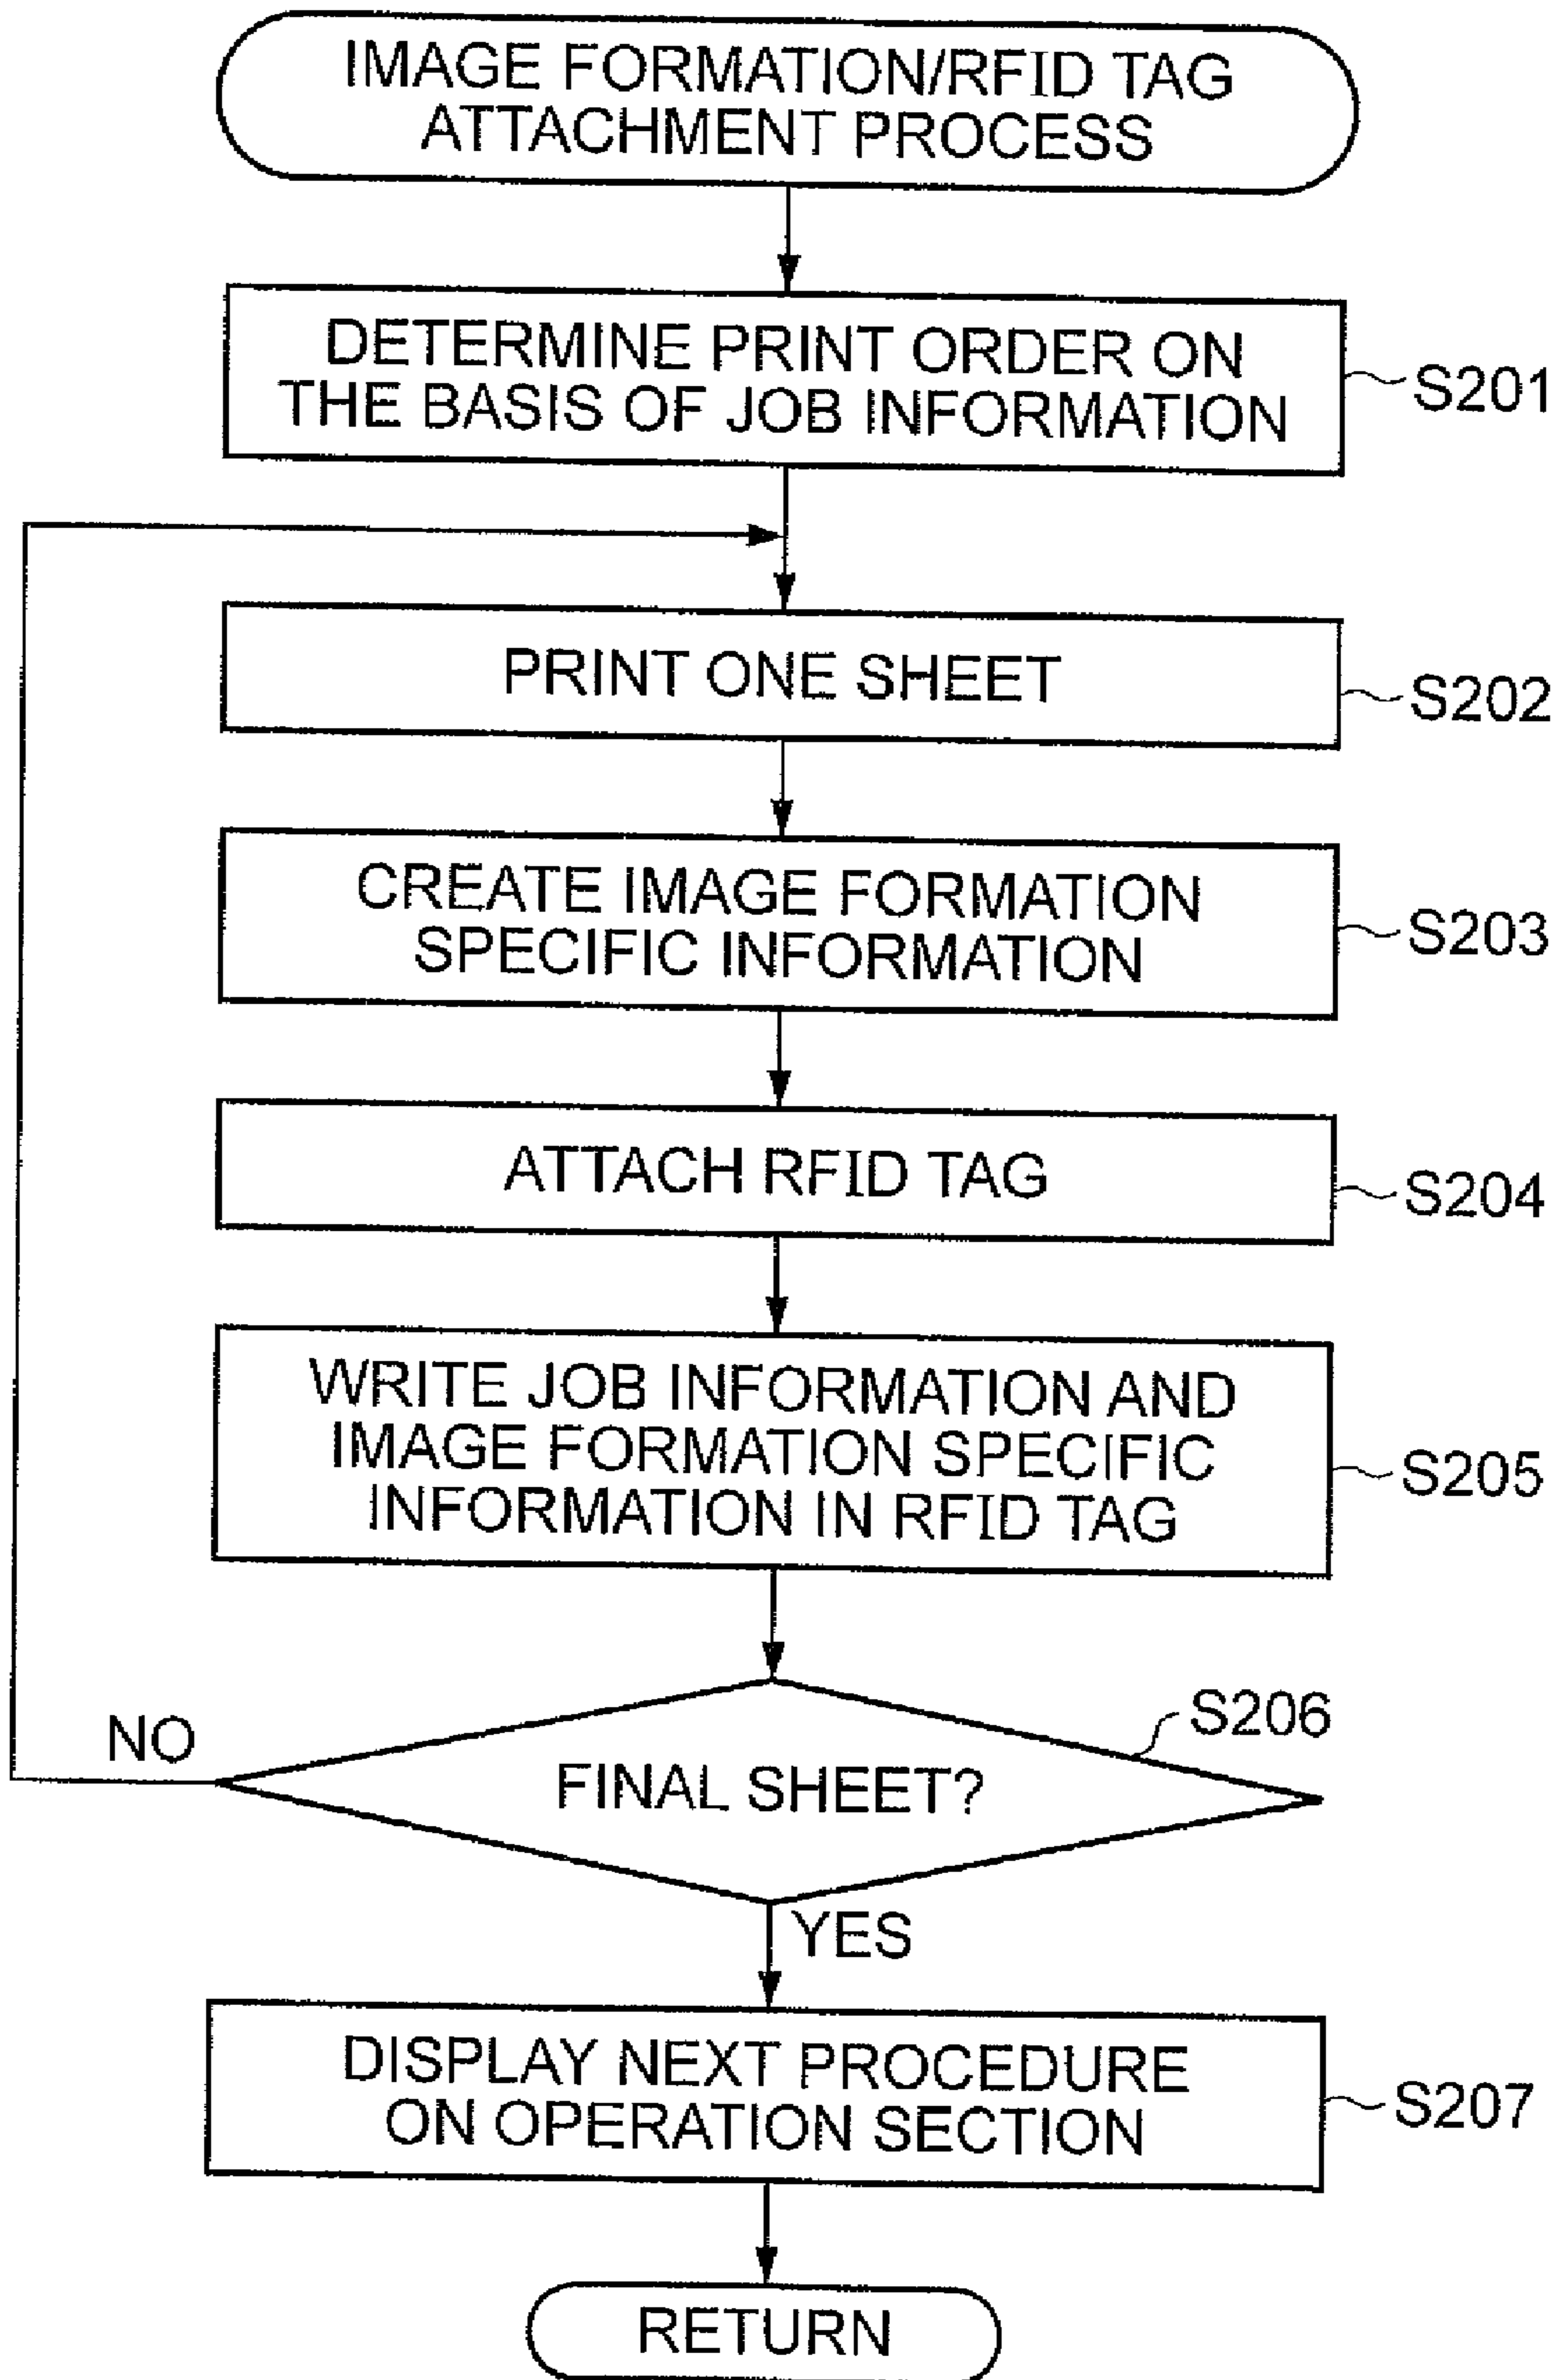 IMAGE FORMATION/RFID TAG
ATTACHMENT PROCESS
DETERMINE PRINT ORDER ON
THE BASIS OF JOB INFORMATION
S201
PRINT ONE SHEET
S202
CREATE IMAGE FORMATION
SPECIFIC INFORMATION
S203
ATTACH RFID TAG
S204
WRITE JOB INFORMATION AND
IMAGE FORMATION SPECIFIC
INFORMATION IN RFID TAG
S205
S206
NO
FINAL SHEET?
YES
DISPLAY NEXT PROCEDURE
ON OPERATION SECTION
S207
RETURN